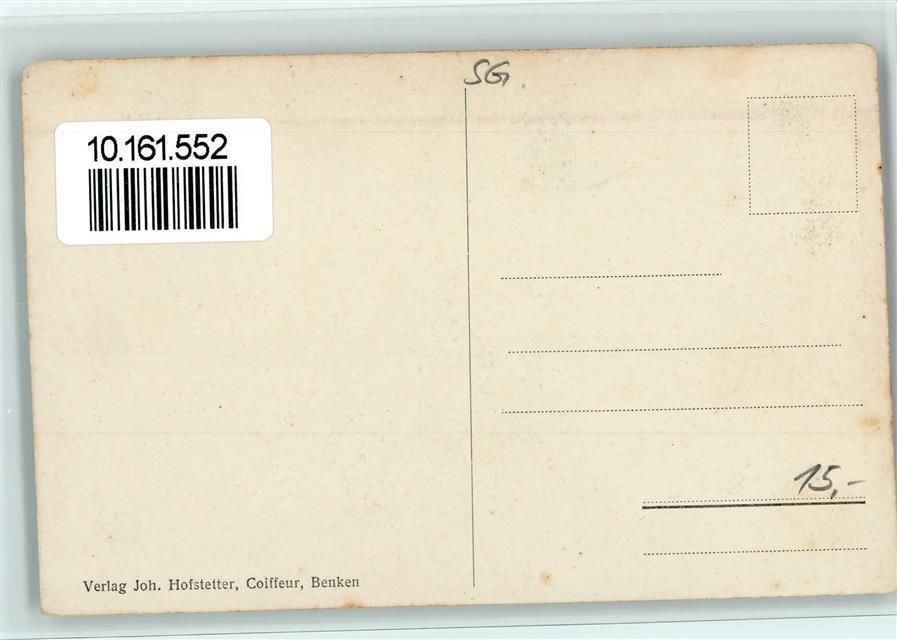 SG
10.161.552
15,-
Verlag Joh. Hofstetter, Coiffeur, Benken